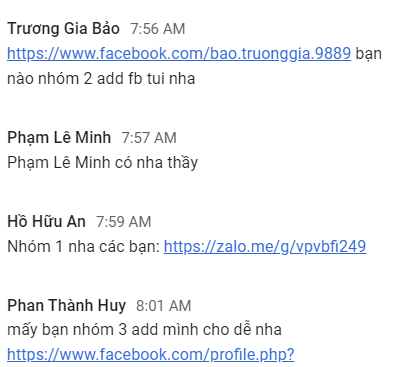 Trương Gia Bảo 7:56 AM
https://www.facebook.com/bao.truonggia.9889 bạn
nào nhóm 2 add fb tui nha
Phạm Lê Minh 7:57 AM
Phạm Lê Minh có nha thầy
Hồ Hữu An 7:59 AM
Nhóm 1 nha các bạn: https://zalo.me/g/vpvbfi249
Phan Thành Huy 8:01 AM
mấy bạn nhóm 3 add mình cho dễ nha
https://www.facebook.com/profile.php?